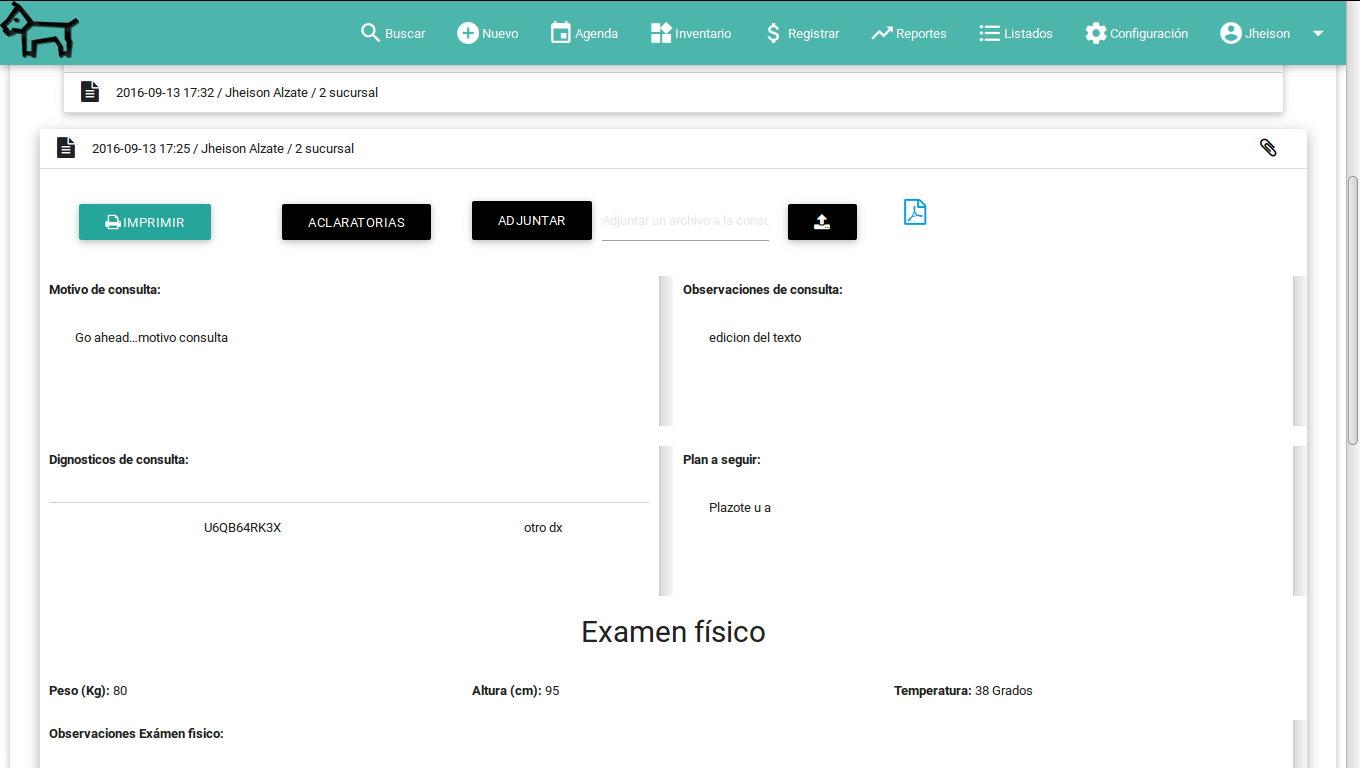 Buscar Nuevo Agenda Inventario Registrar Reportes Listados Configuración Jheison
2016-09-13 17:32 / Jheison Alzate / 2 sucursal
2016-09-13 17:25 / Jheison Alzate / 2 sucursal
IMPRIMIR ACLARATORIAS ADJUNTAR Adjuntar un archivo a la consu
Motivo de consulta: Observaciones de consulta:
Go ahead...motivo consulta edicion del texto
Dignosticos de consulta: Plan a seguir:
Plazote u a
U6QB64RK3X otro dx
Examen físico
Peso (Kg): 80 Altura (cm): 95 Temperatura: 38 Grados
Observaciones Exámen fisico: